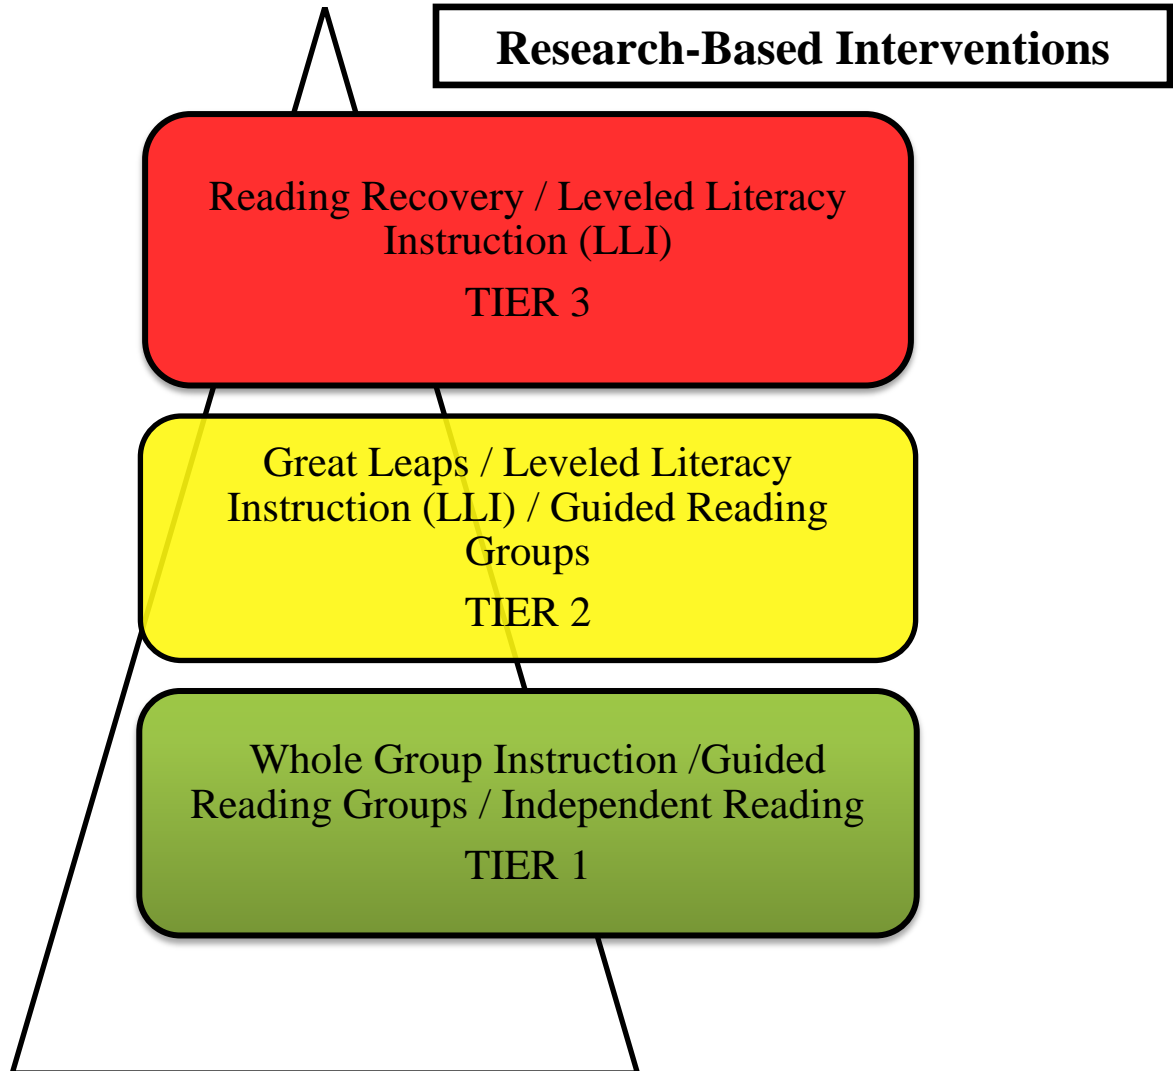 Research-Based Interventions
Reading Recovery / Leveled Literacy
Instruction (LLI)
TIER 3
Great Leaps / Leveled Literacy
Instruction (LLI) / Guided Reading
Groups
TIER 2
Whole Group Instruction /Guided
Reading Groups / Independent Reading
TIER 1